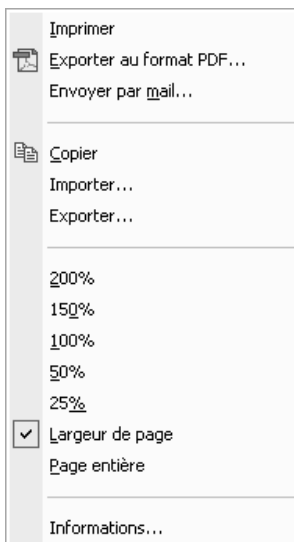 Imprimer
Exporter au format PDF...
Envoyer par mail...
Copier
Importer...
Exporter...
200%
150%
100%
50%
25%
Largeur de page
Page entière
Informations...